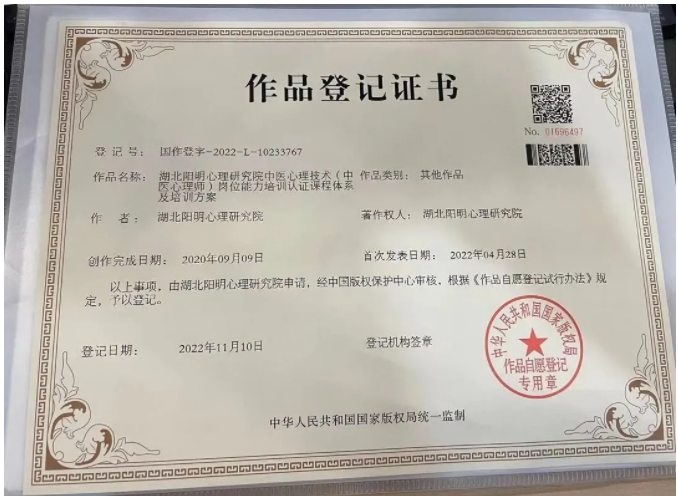 作品登记证书
No. 01696497
登 记 号： 国作登字-2022-L-10233767
作品名称： 湖北阳明心理研究院中医心理技术（中 作品类别： 其他作品
医心理师）岗位能力培训认证课程体系
及培训方案
作 者： 湖北阳明心理研究院 著作权人： 湖北阳明心理研究院
创作完成日期： 2020年09月09日 首次发表日期： 2022年04月28日
以上事项，由湖北阳明心理研究院申请，经中国版权保护中心审核，根据《作品自愿登记试行办法》规
定，予以登记。
登记日期： 2022年11月10日 登记机构签章
中华人民共和国国家版权局
作品自愿登记
专用章
中华人民共和国国家版权局统一监制